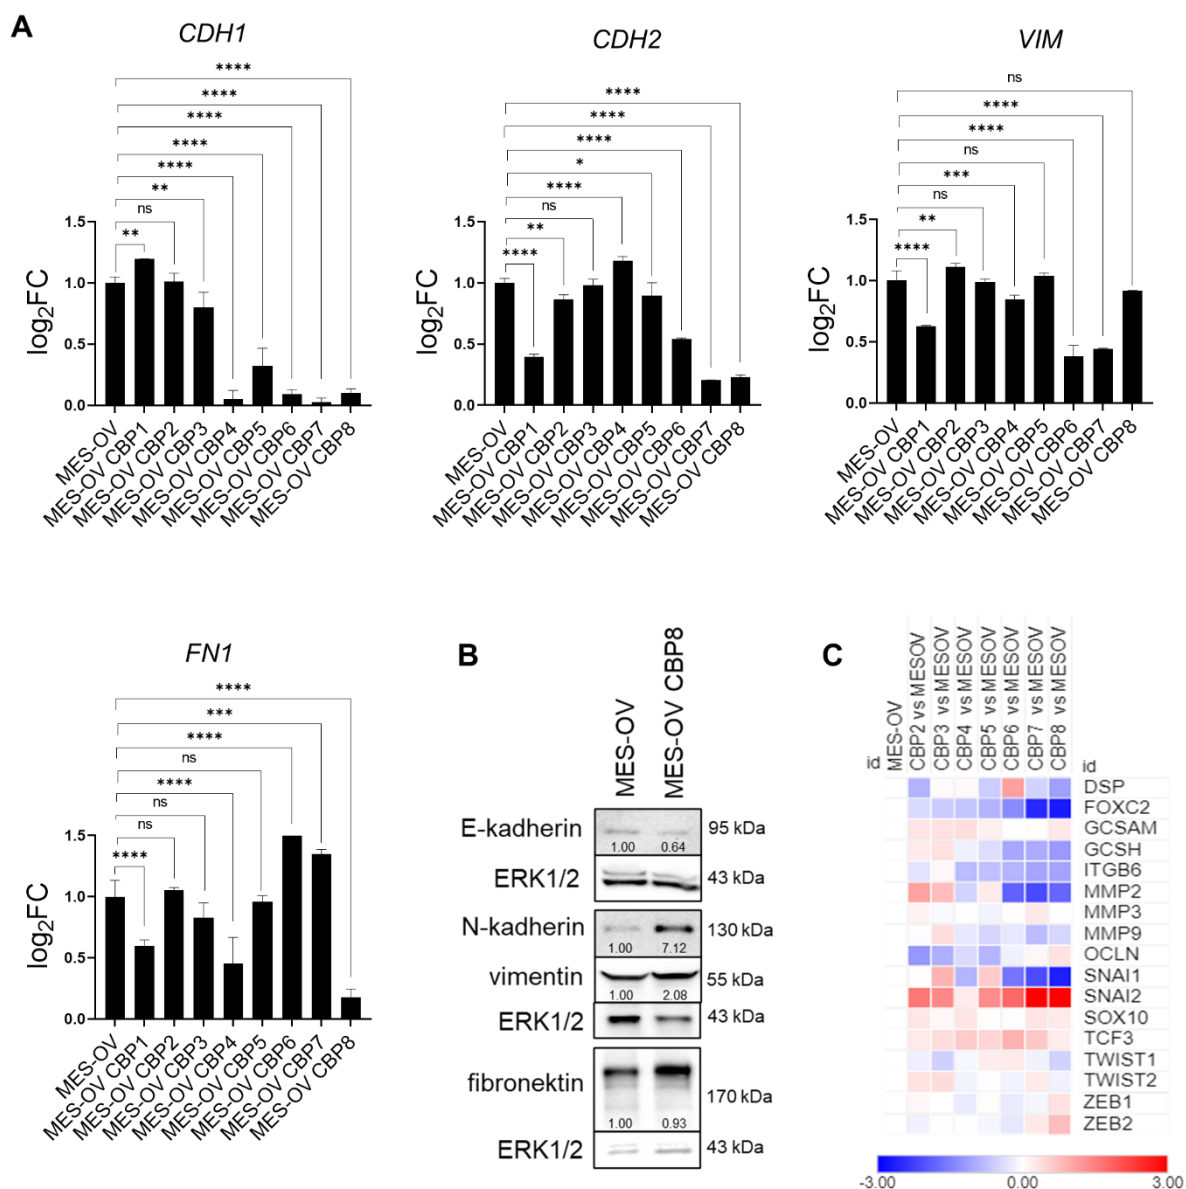 A
CDH1
****
****
****
****
****
**
ns
**
log2FC
1.5
1.0
0.5
0.0
MES-OV
MES-OV CBP1
MES-OV CBP2
MES-OV CBP3
MES-OV CBP4
MES-OV CBP5
MES-OV CBP6
MES-OV CBP7
MES-OV CBP8
CDH2
****
****
****
*
****
ns
**
****
log2FC
1.5
1.0
0.5
0.0
MES-OV
MES-OV CBP1
MES-OV CBP2
MES-OV CBP3
MES-OV CBP4
MES-OV CBP5
MES-OV CBP6
MES-OV CBP7
MES-OV CBP8
VIM
ns
****
****
ns
***
ns
**
****
log2FC
1.5
1.0
0.5
0.0
MES-OV
MES-OV CBP1
MES-OV CBP2
MES-OV CBP3
MES-OV CBP4
MES-OV CBP5
MES-OV CBP6
MES-OV CBP7
MES-OV CBP8
FN1
****
***
****
ns
****
ns
ns
****
log2FC
1.5
1.0
0.5
0.0
MES-OV
MES-OV CBP1
MES-OV CBP2
MES-OV CBP3
MES-OV CBP4
MES-OV CBP5
MES-OV CBP6
MES-OV CBP7
MES-OV CBP8
B
MES-OV
MES-OV CBP8
E-kadherin 1.00 0.64 95 kDa
ERK1/2 43 kDa
N-kadherin 1.00 7.12 130 kDa
vimentin 1.00 2.08 55 kDa
ERK1/2 43 kDa
fibronektin 1.00 0.93 170 kDa
ERK1/2 43 kDa
C
id
MES-OV
CBP2 vs MESOV
CBP3 vs MESOV
CBP4 vs MESOV
CBP5 vs MESOV
CBP6 vs MESOV
CBP7 vs MESOV
CBP8 vs MESOV
id
DSP
FOXC2
GCSAM
GCSH
ITGB6
MMP2
MMP3
MMP9
OCLN
SNAI1
SNAI2
SOX10
TCF3
TWIST1
TWIST2
ZEB1
ZEB2
-3.00 0.00 3.00